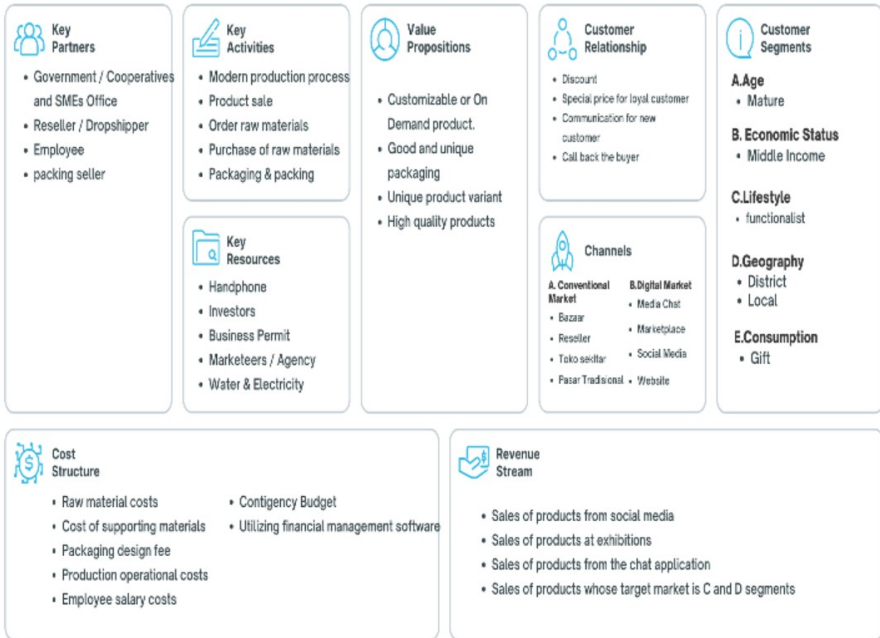 Key
Partners
Government / Cooperatives
and SMEs Office
Reseller / Dropshipper
Employee
packing seller
Key
Activities
Modern production process
Product sale
Order raw materials
Purchase of raw materials
Packaging & packing
Key
Resources
Handphone
Investors
Business Permit
Marketeers / Agency
Water & Electricity
Value
Propositions
Customizable or On
Demand product.
Good and unique
packaging
Unique product variant
High quality products
Customer
Relationship
Discount
Special price for loyal customer
Communication for new
customer
Call back the buyer
Channels
A. Conventional
Market
Bazaar
Reseller
Toko sekitar
Pasar Tradisional
B.Digital Market
Media Chat
Marketplace
Social Media
Website
Customer
Segments
A.Age
Mature
B. Economic Status
Middle Income
C.Lifestyle
functionalist
D.Geography
District
Local
E.Consumption
Gift
Cost
Structure
Raw material costs
Cost of supporting materials
Packaging design fee
Production operational costs
Employee salary costs
Contigency Budget
Utilizing financial management software
Revenue
Stream
Sales of products from social media
Sales of products at exhibitions
Sales of products from the chat application
Sales of products whose target market is C and D segments